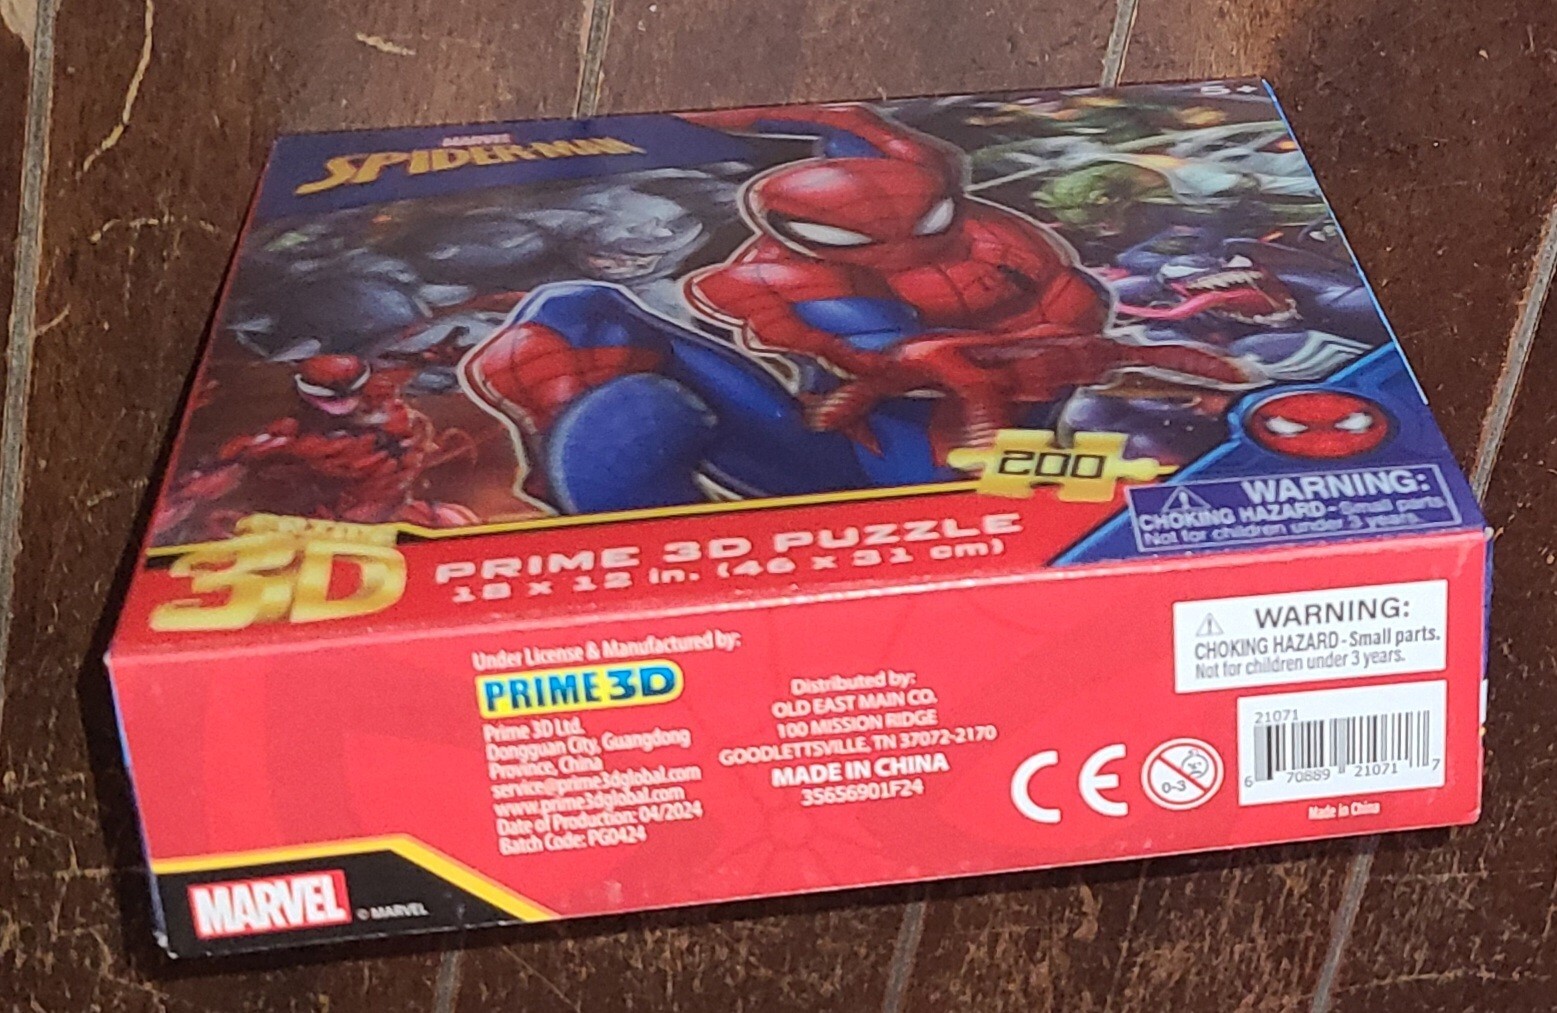 5+
MARVEL
SPIDER-MAN
200
WARNING:
CHOKING HAZARD - Small parts
Not for children under 3 years.
3D
PRIME 3D PUZZLE
18 x 12 in. (46 x 31 cm)
Under License & Manufactured by:
PRIME 3D
Prime 3D Ltd.
Dongguan City, Guangdong
Province, China
service@prime3dglobal.com
www.prime3dglobal.com
Date of Production: 04/2024
Batch Code: PG0424
Distributed by:
OLD EAST MAIN CO.
100 MISSION RIDGE
GOODLETTSVILLE, TN 37072-2170
MADE IN CHINA
35656901F24
CE
0-3
WARNING:
CHOKING HAZARD - Small parts.
Not for children under 3 years.
21071
6 70889 21071 7
Made in China
MARVEL
© MARVEL